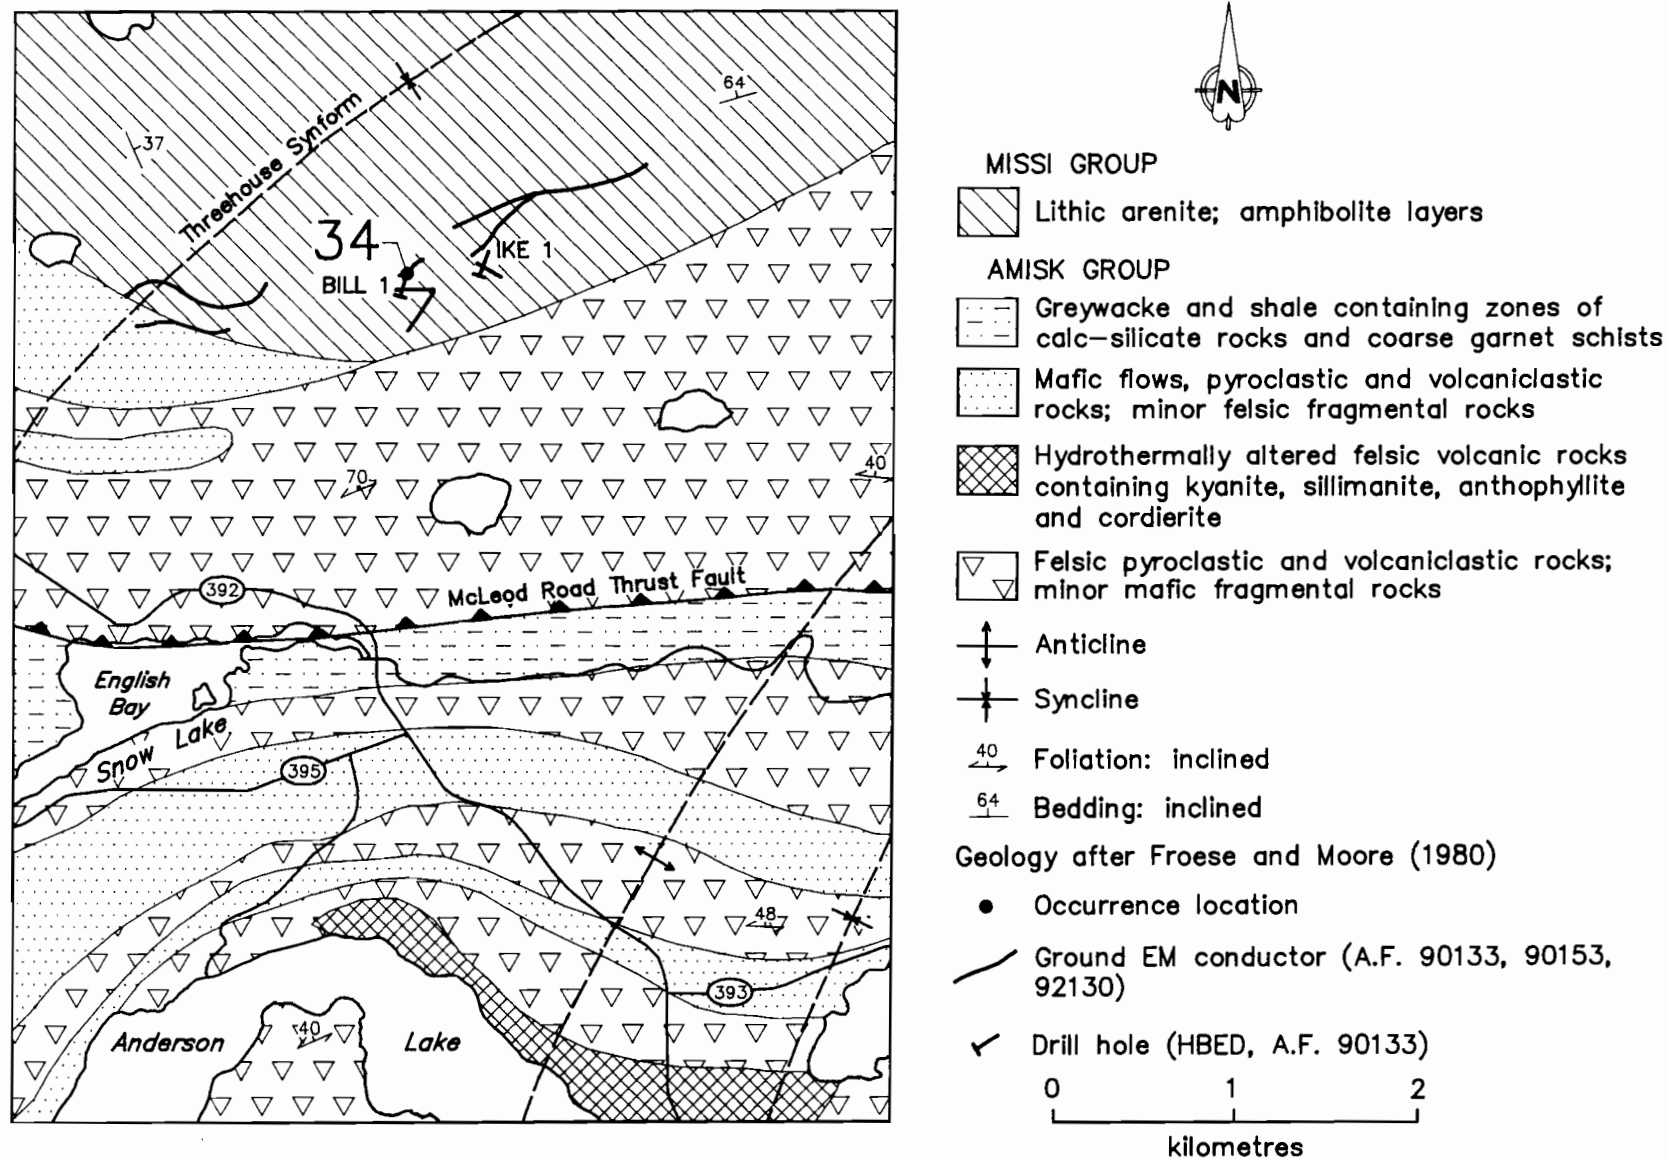 64
Threehouse Synform
37
34
IKE 1
BILL 1
40
70
392
McLeod Road Thrust Fault
English
Bay
Snow Lake
395
48
393
40
Anderson
Lake
N
MISSI GROUP
Lithic arenite; amphibolite layers
AMISK GROUP
Greywacke and shale containing zones of
calc-silicate rocks and coarse garnet schists
Mafic flows, pyroclastic and volcaniclastic
rocks; minor felsic fragmental rocks
Hydrothermally altered felsic volcanic rocks
containing kyanite, sillimanite, anthophyllite
and cordierite
Felsic pyroclastic and volcaniclastic rocks;
minor mafic fragmental rocks
Anticline
Syncline
40
Foliation: inclined
64
Bedding: inclined
Geology after Froese and Moore (1980)
Occurrence location
Ground EM conductor (A.F. 90133, 90153,
92130)
Drill hole (HBED, A.F. 90133)
0 1 2
kilometres